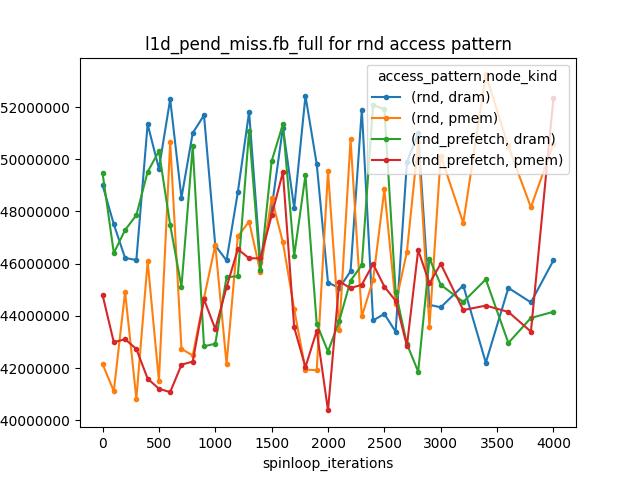 l1d_pend_miss.fb_full for rnd access pattern
access_pattern,node_kind
(rnd, dram)
(rnd, pmem)
(rnd_prefetch, dram)
(rnd_prefetch, pmem)
52000000
50000000
48000000
46000000
44000000
42000000
40000000
0 500 1000 1500 2000 2500 3000 3500 4000
spinloop_iterations